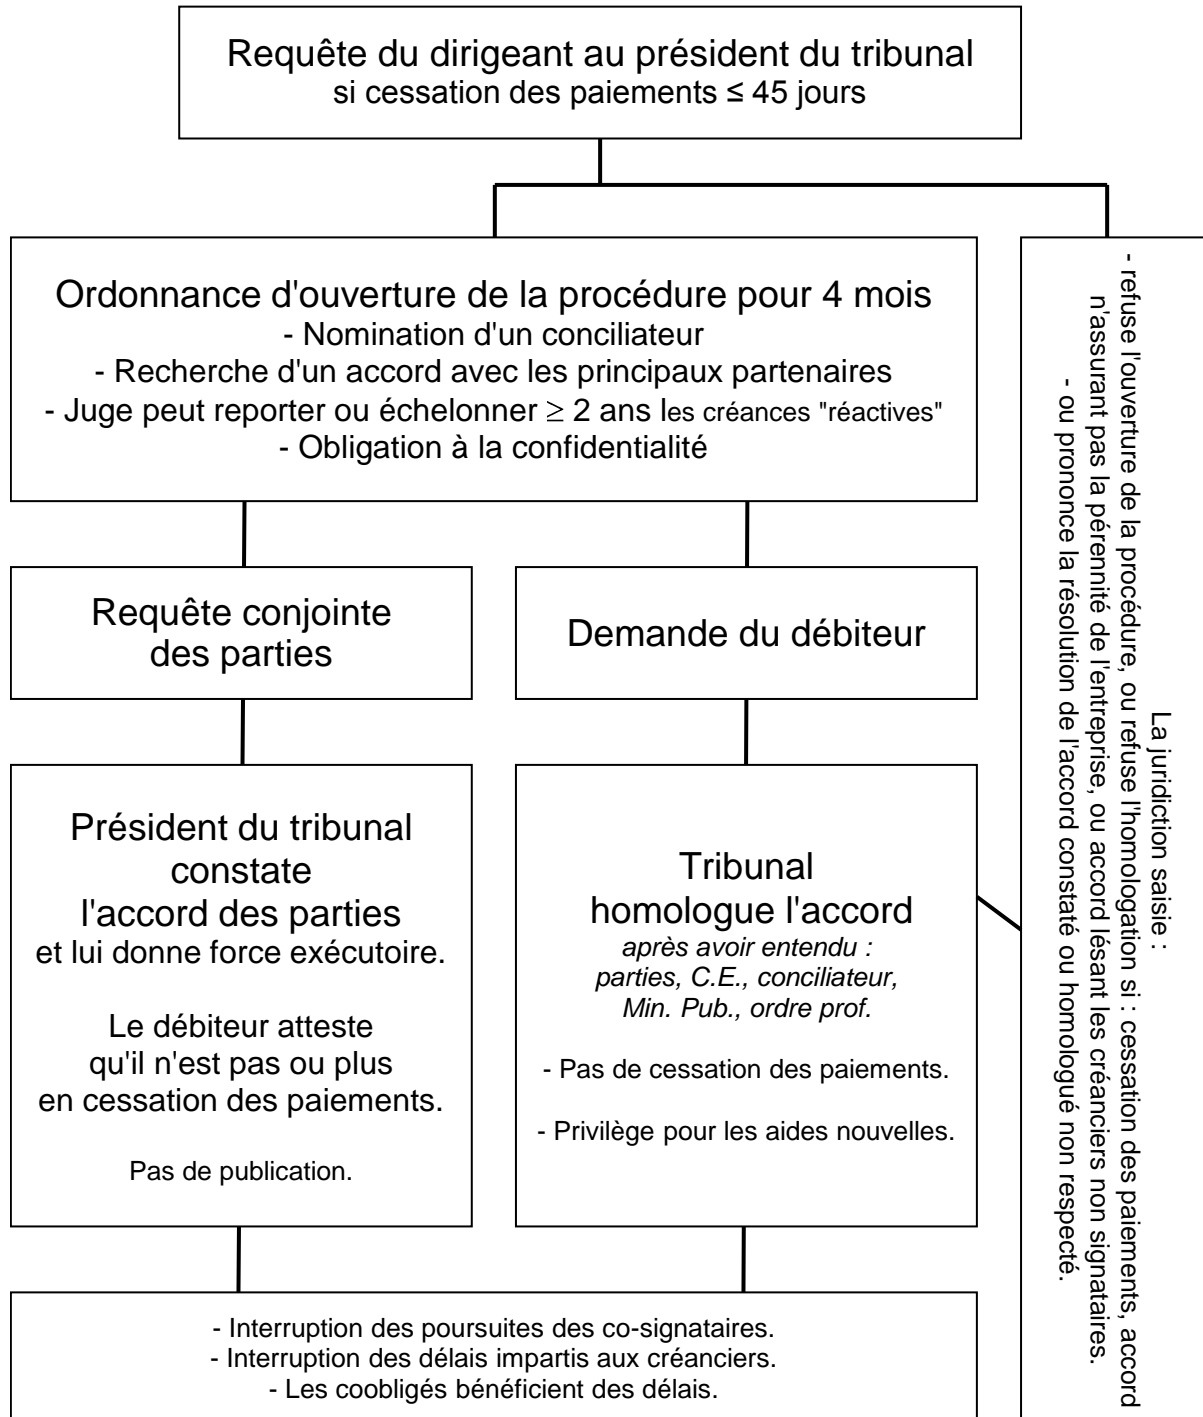 Requête du dirigeant au président du tribunal
si cessation des paiements ≤ 45 jours
Ordonnance d'ouverture de la procédure pour 4 mois
- Nomination d'un conciliateur
- Recherche d'un accord avec les principaux partenaires
- Juge peut reporter ou échelonner ≥ 2 ans les créances "réactives"
- Obligation à la confidentialité
Requête conjointe
des parties
Demande du débiteur
Président du tribunal
constate
l'accord des parties
et lui donne force exécutoire.
Le débiteur atteste
qu'il n'est pas ou plus
en cessation des paiements.
Pas de publication.
Tribunal
homologue l'accord
après avoir entendu :
parties, C.E., conciliateur,
Min. Pub., ordre prof.
- Pas de cessation des paiements.
- Privilège pour les aides nouvelles.
- Interruption des poursuites des co-signataires.
- Interruption des délais impartis aux créanciers.
- Les coobligés bénéficient des délais.
La juridiction saisie :
- refuse l'ouverture de la procédure, ou refuse l'homologation si : cessation des paiements, accord
n'assurant pas la pérennité de l'entreprise, ou accord lésant les créanciers non signataires.
- ou prononce la résolution de l'accord constaté ou homologué non respecté.